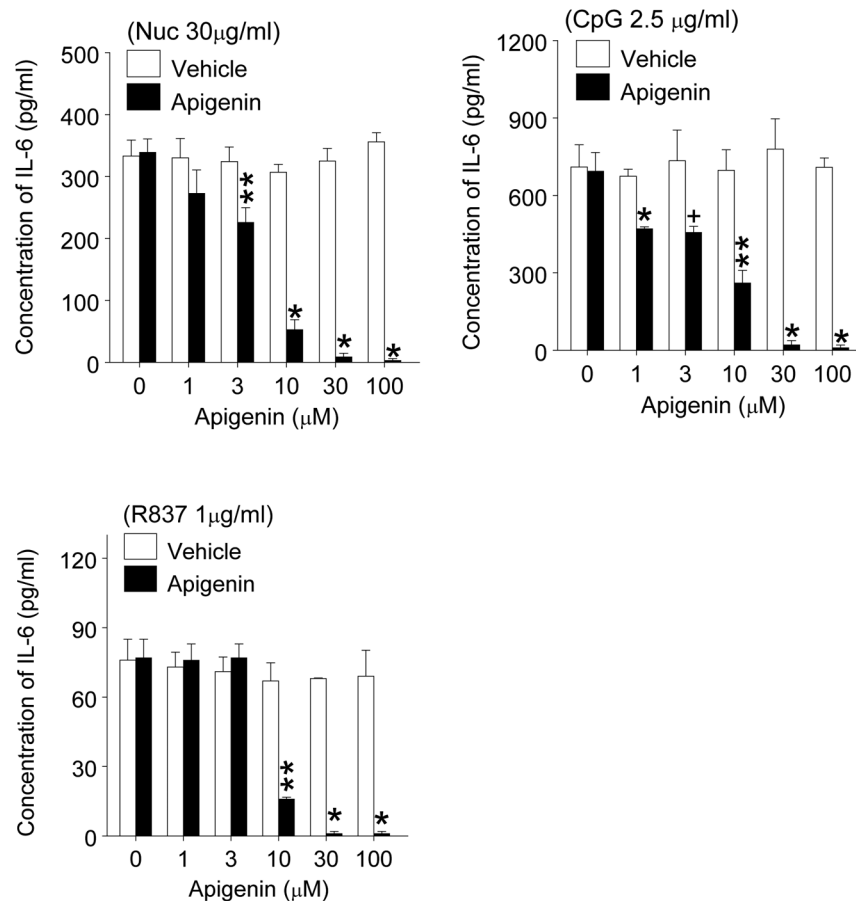 (Nuc 30μg/ml)
Vehicle
Apigenin
Concentration of IL-6 (pg/ml)
500
400
300
200
100
0
**
*
*
*
0 1 3 10 30 100
Apigenin (μM)
(CpG 2.5 μg/ml)
Vehicle
Apigenin
Concentration of IL-6 (pg/ml)
1200
900
600
300
0
*
+
**
*
*
0 1 3 10 30 100
Apigenin (μM)
(R837 1μg/ml)
Vehicle
Apigenin
Concentration of IL-6 (pg/ml)
120
90
60
30
0
**
*
*
0 1 3 10 30 100
Apigenin (μM)